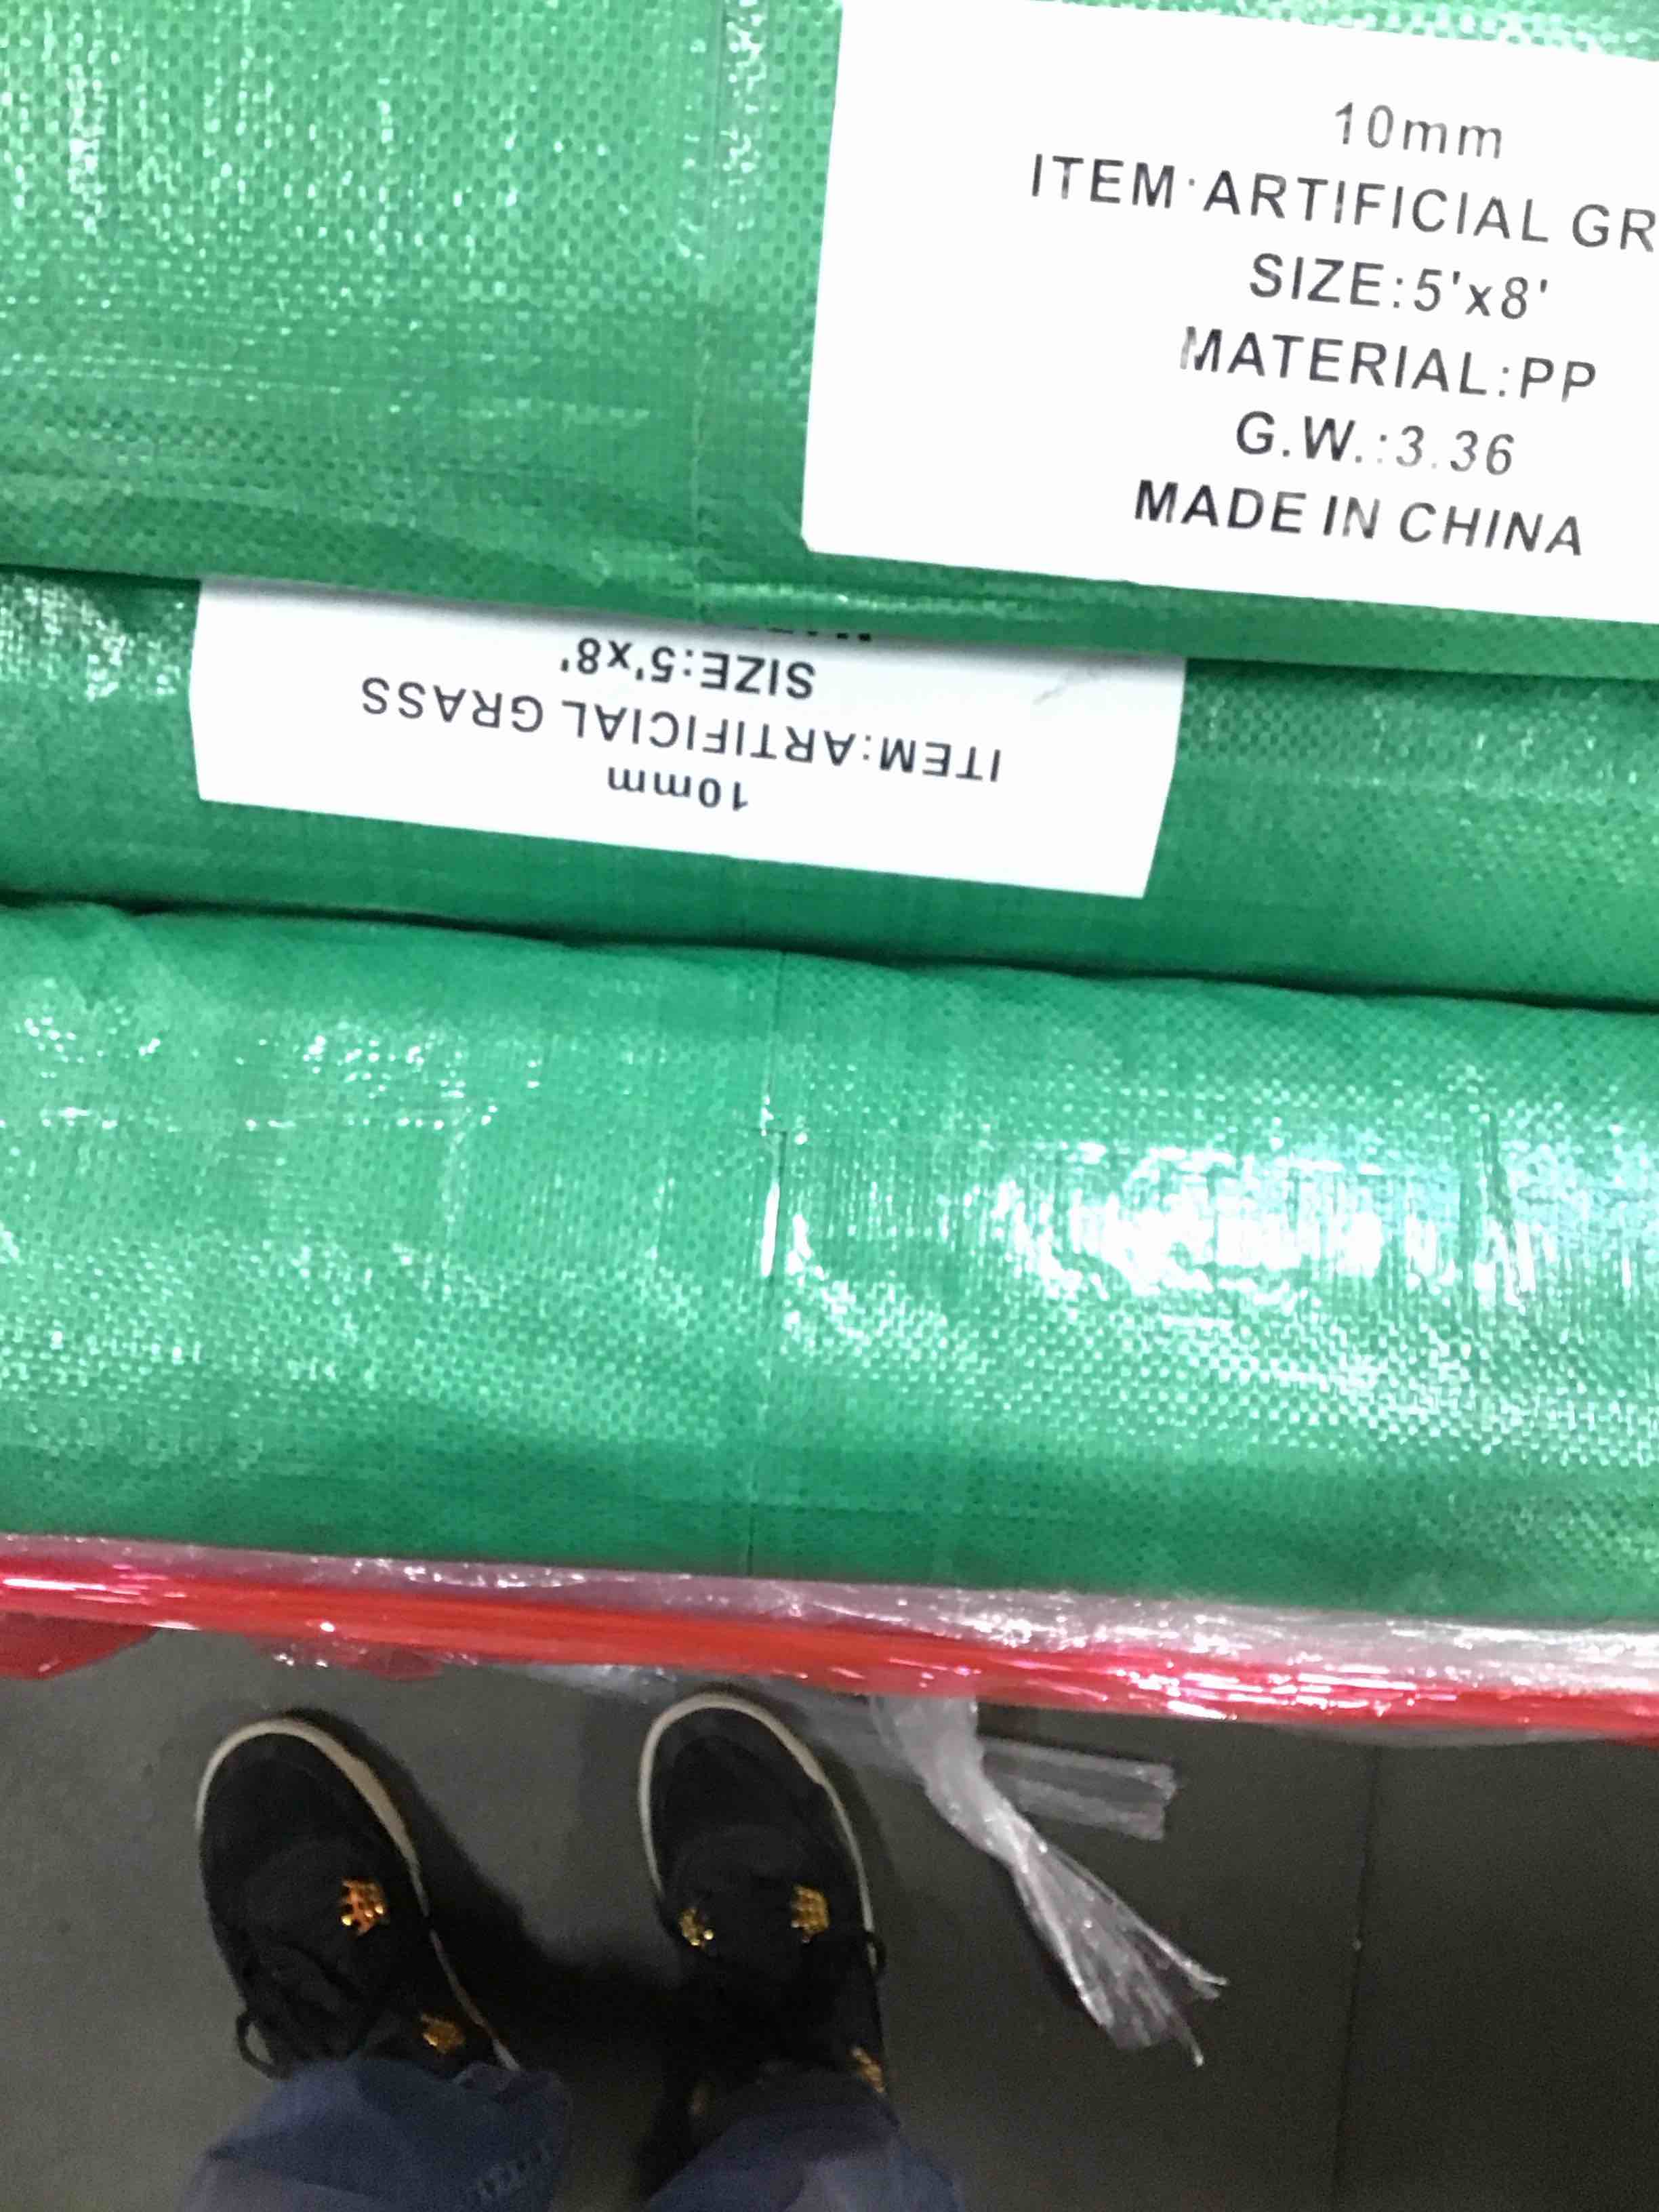 10mm
ITEM:ARTIFICIAL GR
SIZE:5'x8'
MATERIAL:PP
G.W.:3.36
MADE IN CHINA
10mm
ITEM:ARTIFICIAL GRASS
SIZE:5'x8'